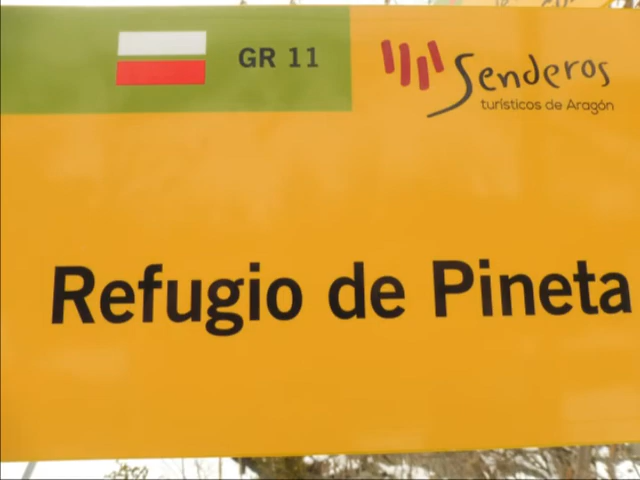 GR 11
Senderos
turísticos de Aragón
Refugio de Pineta